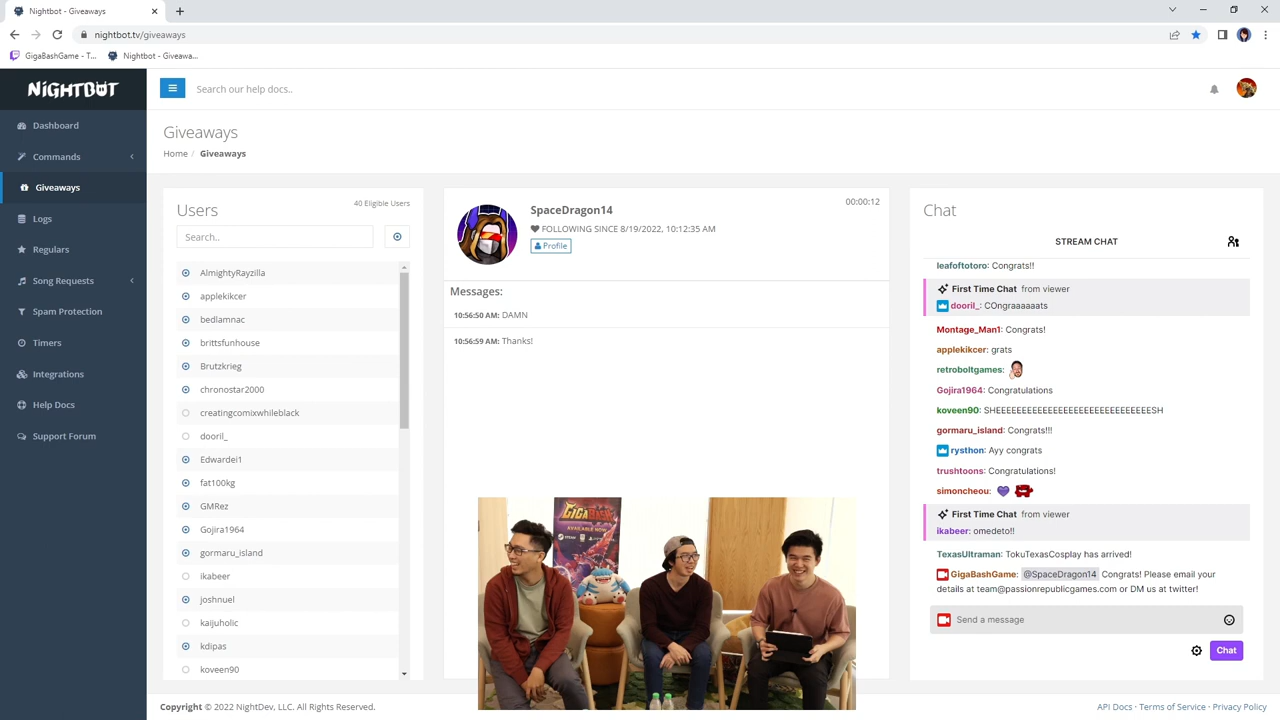 Nightbot - Giveaways
nightbot.tv/giveaways
GigaBashGame - T...
Nightbot - Giveawa...
NIGHTBOT
Search our help docs..
Dashboard
Commands
Giveaways
Logs
Regulars
Song Requests
Spam Protection
Timers
Integrations
Help Docs
Support Forum
Giveaways
Home / Giveaways
Users
40 Eligible Users
Search..
AlmightyRayzilla
applekikcer
bedlamnac
brittsfunhouse
Brutzkrieg
chronostar2000
creatingcomixwhileblack
dooril_
Edwardei1
fat100kg
GMRez
Gojira1964
gormaru_island
ikabeer
joshnuel
kaijuholic
kdipas
koveen90
SpaceDragon14
00:00:12
FOLLOWING SINCE 8/19/2022, 10:12:35 AM
Profile
Messages:
10:56:50 AM: DAMN
10:56:59 AM: Thanks!
GIGABASH
AVAILABLE NOW
STEAM
Chat
STREAM CHAT
leafoftotoro: Congrats!!
First Time Chat from viewer
dooril_: COngraaaaaats
Montage_Man1: Congrats!
applekikcer: grats
retroboltgames:
Gojira1964: Congratulations
koveen90: SHEEEEEEEEEEEEEEEEEEEEEEEEEEEEEESH
gormaru_island: Congrats!!!
rysthon: Ayy congrats
trushtoons: Congratulations!
simoncheou:
First Time Chat from viewer
ikabeer: omedeto!!
TexasUltraman: TokuTexasCosplay has arrived!
GigaBashGame: @SpaceDragon14 Congrats! Please email your
details at team@passionrepublicgames.com or DM us at twitter!
Send a message
Chat
Copyright © 2022 NightDev, LLC. All Rights Reserved.
API Docs · Terms of Service · Privacy Policy